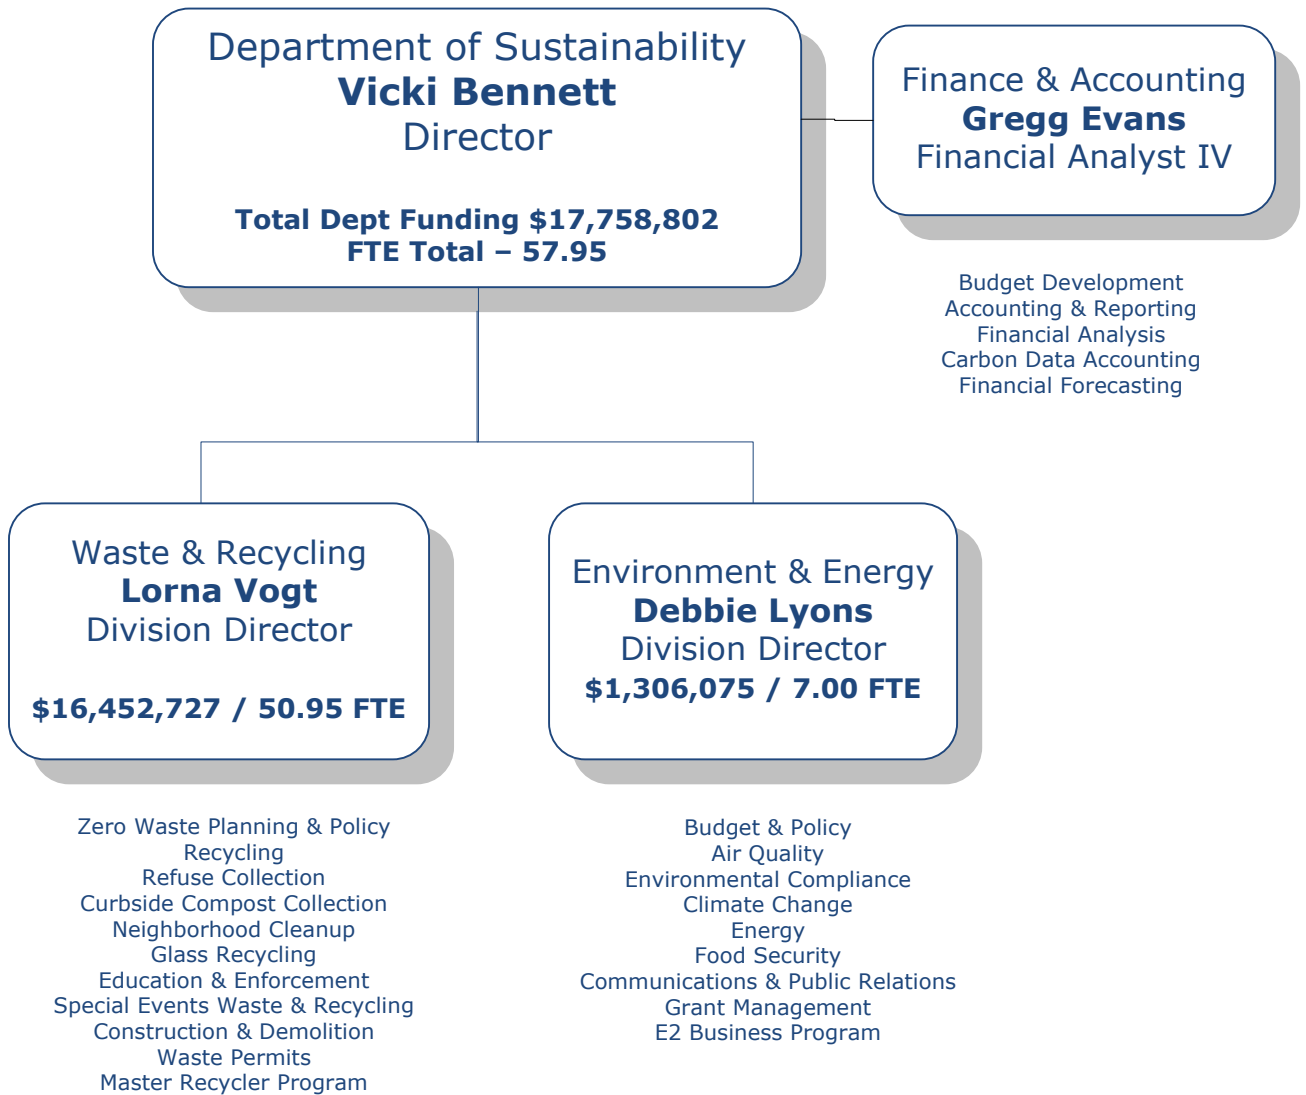 Department of Sustainability
Vicki Bennett
Director
Total Dept Funding $17,758,802
FTE Total – 57.95
Finance & Accounting
Gregg Evans
Financial Analyst IV
Budget Development
Accounting & Reporting
Financial Analysis
Carbon Data Accounting
Financial Forecasting
Waste & Recycling
Lorna Vogt
Division Director
$16,452,727 / 50.95 FTE
Zero Waste Planning & Policy
Recycling
Refuse Collection
Curbside Compost Collection
Neighborhood Cleanup
Glass Recycling
Education & Enforcement
Special Events Waste & Recycling
Construction & Demolition
Waste Permits
Master Recycler Program
Environment & Energy
Debbie Lyons
Division Director
$1,306,075 / 7.00 FTE
Budget & Policy
Air Quality
Environmental Compliance
Climate Change
Energy
Food Security
Communications & Public Relations
Grant Management
E2 Business Program